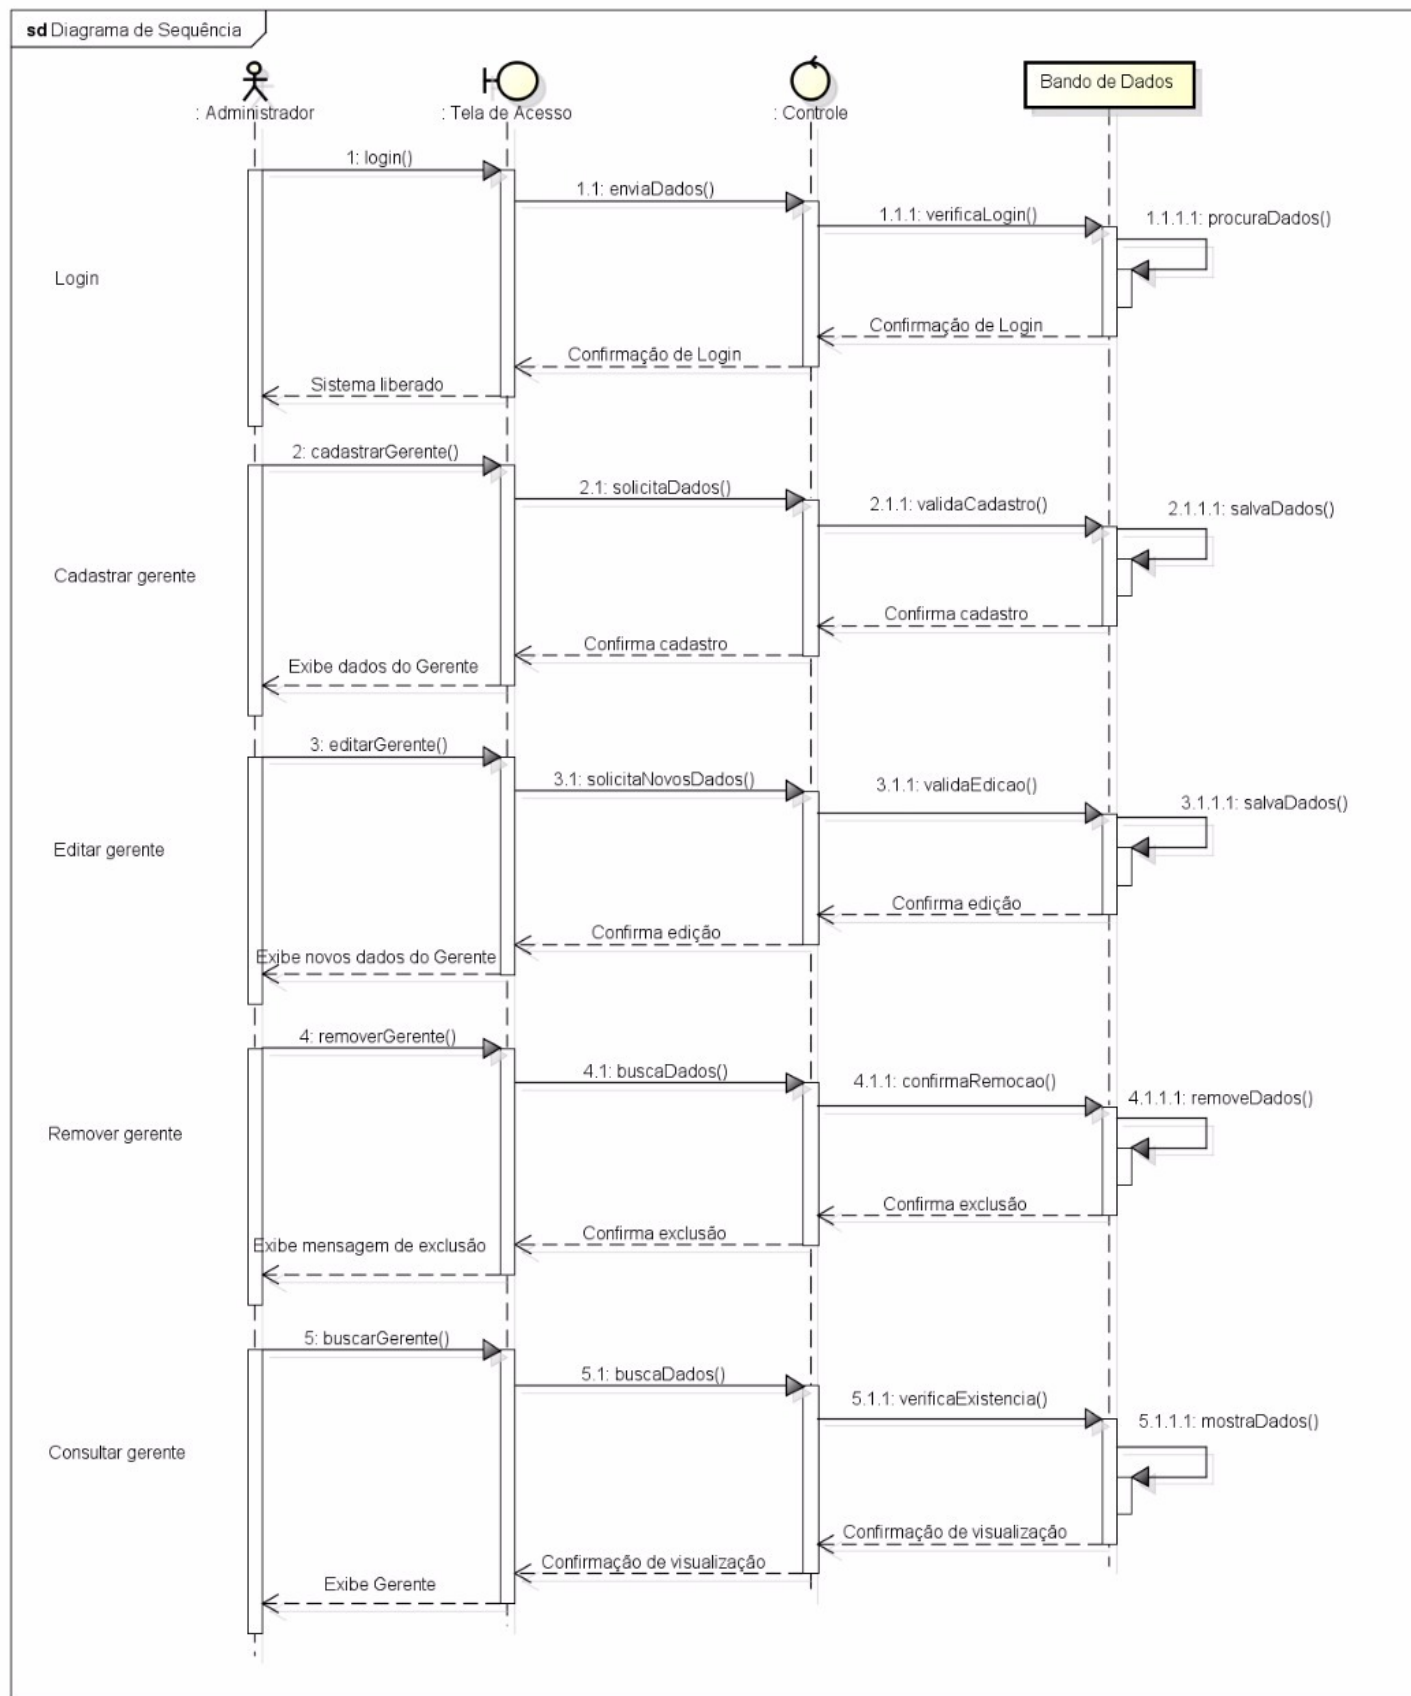 sd Diagrama de Sequência
: Administrador
: Tela de Acesso
: Controle
Bando de Dados
1: login()
1.1: enviaDados()
1.1.1: verificaLogin()
1.1.1.1: procuraDados()
Login
Confirmação de Login
Confirmação de Login
Sistema liberado
2: cadastrarGerente()
2.1: solicitaDados()
2.1.1: validaCadastro()
2.1.1.1: salvaDados()
Cadastrar gerente
Confirma cadastro
Confirma cadastro
Exibe dados do Gerente
3: editarGerente()
3.1: solicitaNovosDados()
3.1.1: validaEdicao()
3.1.1.1: salvaDados()
Editar gerente
Confirma edição
Confirma edição
Exibe novos dados do Gerente
4: removerGerente()
4.1: buscaDados()
4.1.1: confirmaRemocao()
4.1.1.1: removeDados()
Remover gerente
Confirma exclusão
Confirma exclusão
Exibe mensagem de exclusão
5: buscarGerente()
5.1: buscaDados()
5.1.1: verificaExistencia()
5.1.1.1: mostraDados()
Consultar gerente
Confirmação de visualização
Confirmação de visualização
Exibe Gerente